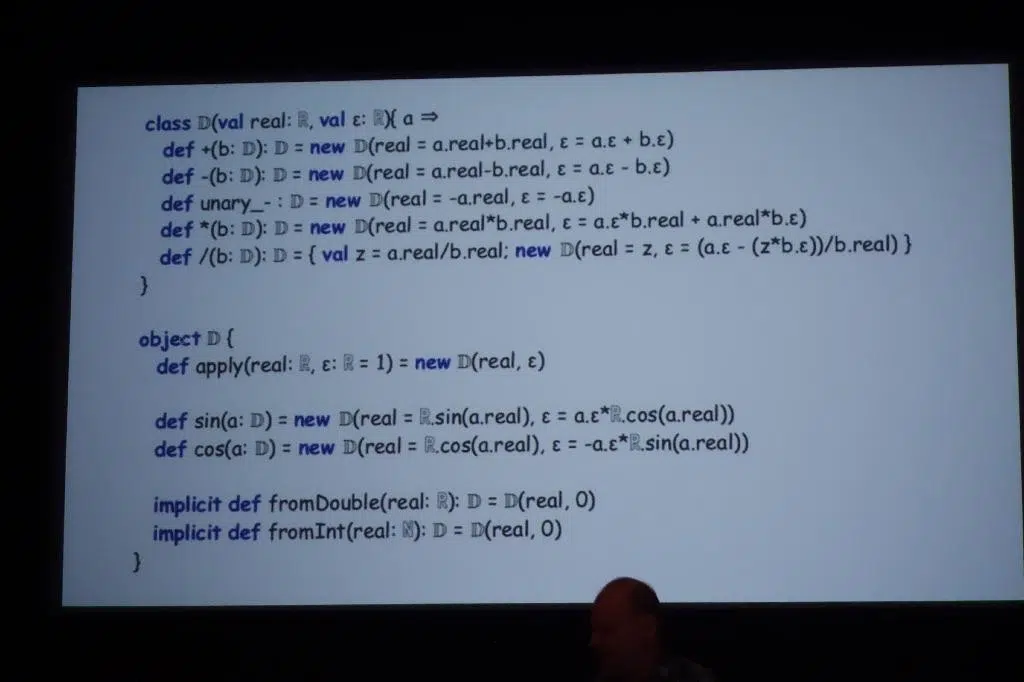 class 𝔻(val real: ℝ, val ε: ℝ){ a ⇒
def +(b: 𝔻): 𝔻 = new 𝔻(real = a.real+b.real, ε = a.ε + b.ε)
def -(b: 𝔻): 𝔻 = new 𝔻(real = a.real-b.real, ε = a.ε - b.ε)
def unary_- : 𝔻 = new 𝔻(real = -a.real, ε = -a.ε)
def *(b: 𝔻): 𝔻 = new 𝔻(real = a.real*b.real, ε = a.ε*b.real + a.real*b.ε)
def /(b: 𝔻): 𝔻 = { val z = a.real/b.real; new 𝔻(real = z, ε = (a.ε - (z*b.ε))/b.real) }
}
object 𝔻 {
def apply(real: ℝ, ε: ℝ = 1) = new 𝔻(real, ε)
def sin(a: 𝔻) = new 𝔻(real = ℝ.sin(a.real), ε = a.ε*ℝ.cos(a.real))
def cos(a: 𝔻) = new 𝔻(real = ℝ.cos(a.real), ε = -a.ε*ℝ.sin(a.real))
implicit def fromDouble(real: ℝ): 𝔻 = 𝔻(real, 0)
implicit def fromInt(real: ℕ): 𝔻 = 𝔻(real, 0)
}